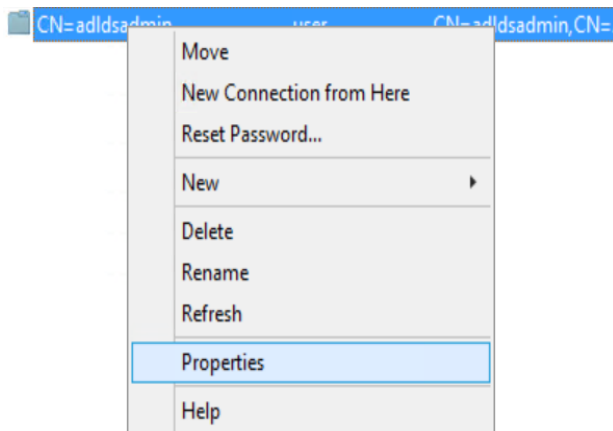 CN=adldsadmin user CN=adldsadmin,CN=
Move
New Connection from Here
Reset Password...
New
Delete
Rename
Refresh
Properties
Help